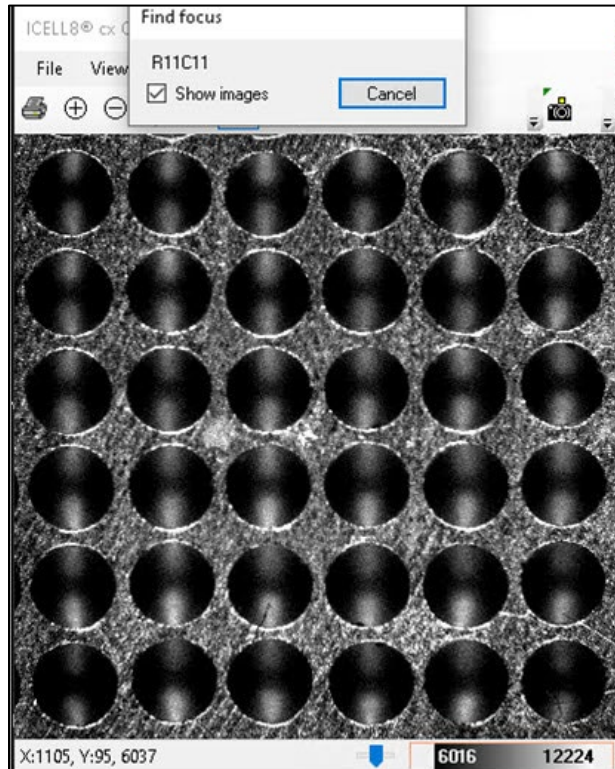 ICELL8® cx
Find focus
File View
R11C11
Show images
Cancel
X:1105, Y:95, 6037
6016 12224